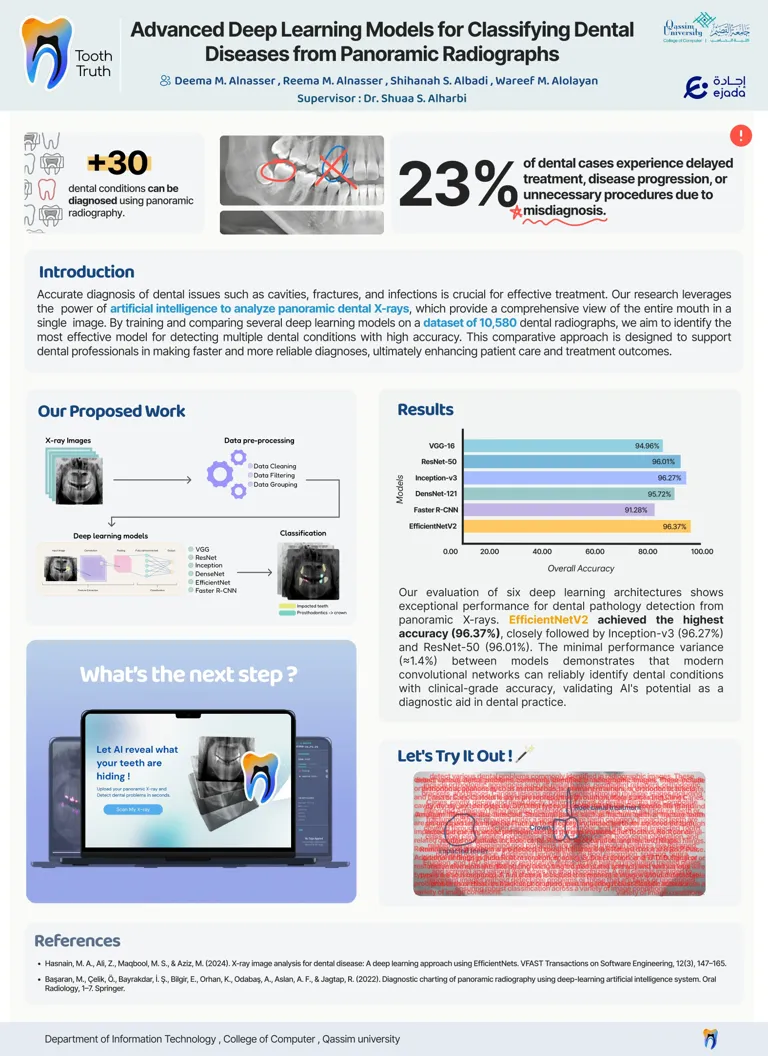 Tooth
Truth
Advanced Deep Learning Models for Classifying Dental
Diseases from Panoramic Radiographs
Deema M. Alnasser , Reema M. Alnasser , Shihanah S. Albadi , Wareef M. Alolayan
Supervisor : Dr. Shuaa S. Alharbi
Qassim
University
College of Computer
إجادة
ejada
+30
dental conditions can be
diagnosed using panoramic
radiography.
23%
of dental cases experience delayed
treatment, disease progression, or
unnecessary procedures due to
misdiagnosis.
Introduction
Accurate diagnosis of dental issues such as cavities, fractures, and infections is crucial for effective treatment. Our research leverages
the power of artificial intelligence to analyze panoramic dental X-rays, which provide a comprehensive view of the entire mouth in a
single image. By training and comparing several deep learning models on a dataset of 10,580 dental radiographs, we aim to identify the
most effective model for detecting multiple dental conditions with high accuracy. This comparative approach is designed to support
dental professionals in making faster and more reliable diagnoses, ultimately enhancing patient care and treatment outcomes.
Our Proposed Work
X-ray Images
Data pre-processing
Data Cleaning
Data Filtering
Data Grouping
Deep learning models
VGG
ResNet
Inception
DenseNet
EfficientNet
Faster R-CNN
Classification
Impacted teeth
Prosthodontics -> crown
Results
Models
VGG-16 94.96%
ResNet-50 96.01%
Inception-v3 96.27%
DensNet-121 95.72%
Faster R-CNN 91.28%
EfficientNetV2 96.37%
0.00 20.00 40.00 60.00 80.00 100.00
Overall Accuracy
Our evaluation of six deep learning architectures shows
exceptional performance for dental pathology detection from
panoramic X-rays. EfficientNetV2 achieved the highest
accuracy (96.37%), closely followed by Inception-v3 (96.27%)
and ResNet-50 (96.01%). The minimal performance variance
(≈1.4%) between models demonstrates that modern
convolutional networks can reliably identify dental conditions
with clinical-grade accuracy, validating AI's potential as a
diagnostic aid in dental practice.
What's the next step ?
Let AI reveal what
your teeth are
hiding !
Upload your panoramic X-ray and
Detect dental problems in seconds.
Scan My X-ray
Let's Try It Out !
Root canal treatment
Crown
Impacted teeth
References
• Hasnain, M. A., Ali, Z., Maqbool, M. S., & Aziz, M. (2024). X-ray image analysis for dental disease: A deep learning approach using EfficientNets. VFAST Transactions on Software Engineering, 12(3), 147–165.
• Başaran, M., Çelik, Ö., Bayrakdar, İ. Ş., Bilgir, E., Orhan, K., Odabaş, A., Aslan, A. F., & Jagtap, R. (2022). Diagnostic charting of panoramic radiography using deep-learning artificial intelligence system. Oral
Radiology, 1–7. Springer.
Department of Information Technology , College of Computer , Qassim university